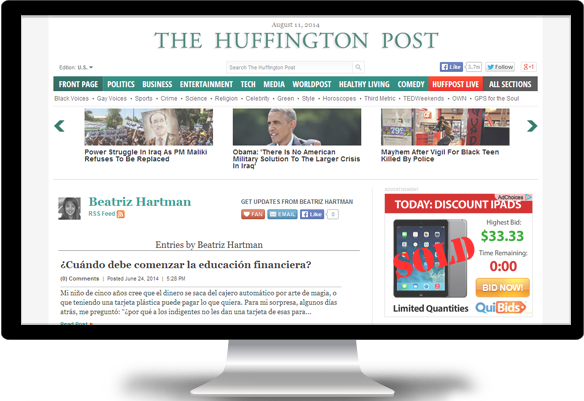 August 11, 2014
THE HUFFINGTON POST
Edition: U.S.
Search The Huffington Post
Like 1.7m Follow +1
FRONT PAGE POLITICS BUSINESS ENTERTAINMENT TECH MEDIA WORLDPOST HEALTHY LIVING COMEDY HUFFPOST LIVE ALL SECTIONS
Black Voices • Gay Voices • Sports • Crime • Science • Religion • Celebrity • Green • Style • Horoscopes • Third Metric • TEDWeekends • OWN • GPS for the Soul
Power Struggle In Iraq As PM Maliki
Refuses To Be Replaced
Obama: 'There Is No American
Military Solution To The Larger Crisis
In Iraq'
Mayhem After Vigil For Black Teen
Killed By Police
Beatriz Hartman
RSS Feed
GET UPDATES FROM BEATRIZ HARTMAN
FAN EMAIL Like 0
Entries by Beatriz Hartman
¿Cuándo debe comenzar la educación financiera?
(0) Comments | Posted June 24, 2014 | 5:28 PM
Mi niño de cinco años cree que el dinero se saca del cajero automático por arte de magia, o
que teniendo una tarjeta plástica puede pagar lo que quiera. Para mi sorpresa, algunos días
atrás, me preguntó: "¿por qué a los indigentes no les dan una tarjeta de esas para...
Read Post
ADVERTISEMENT
AdChoices
TODAY: DISCOUNT IPADS
Highest Bid:
$33.33
Time Remaining:
0:00
SOLD
BID NOW!
Limited Quantities QuiBids